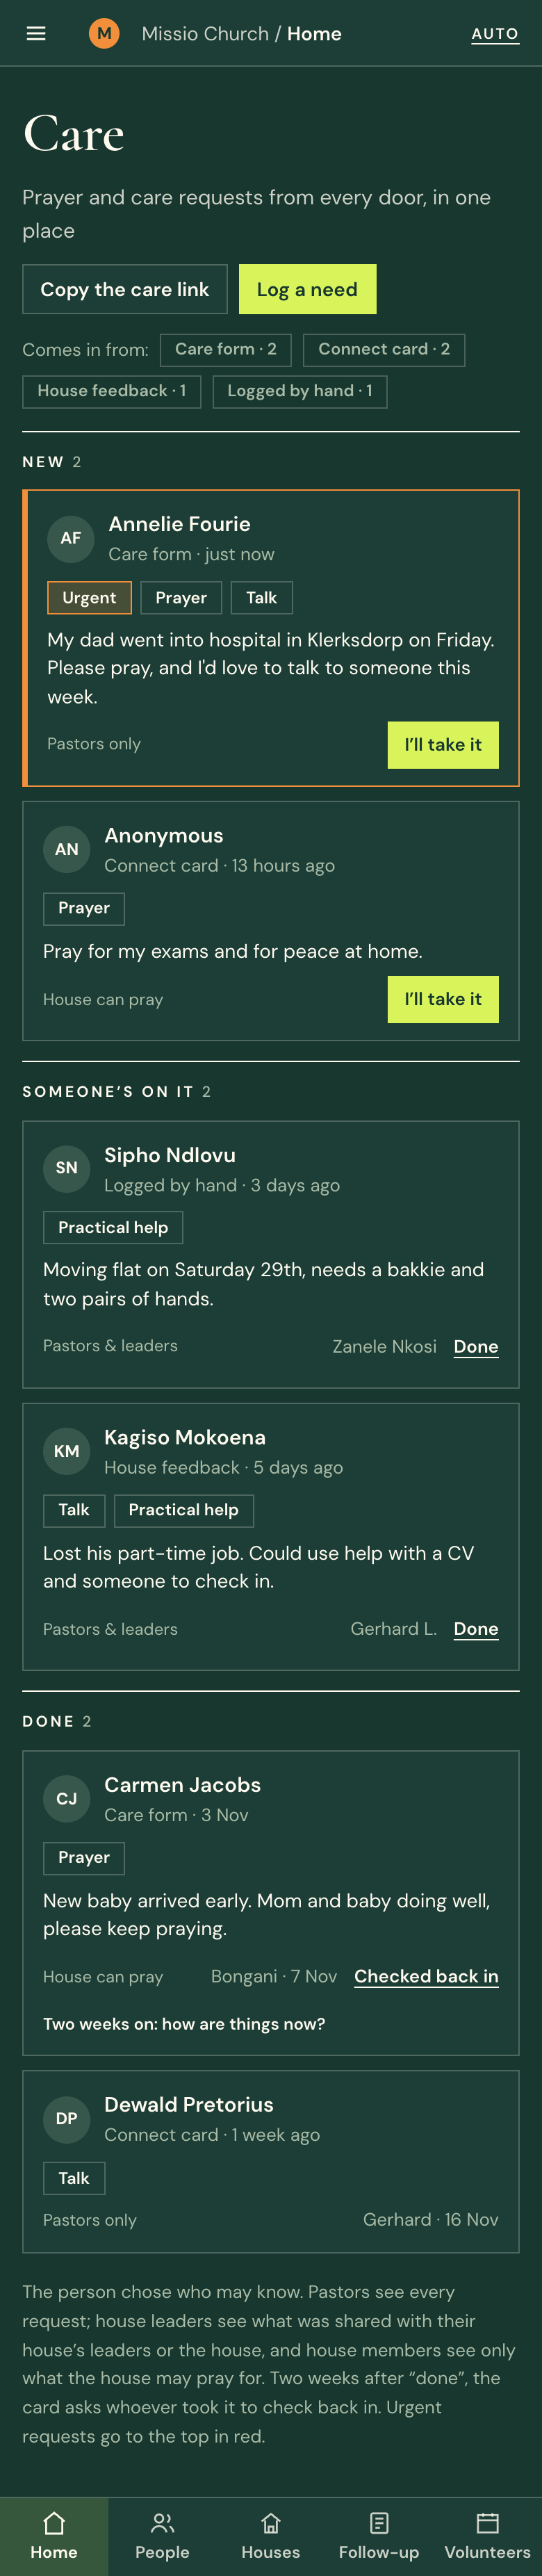 M Missio Church / Home AUTO
Care
Prayer and care requests from every door, in one
place
Copy the care link Log a need
Comes in from: Care form · 2 Connect card · 2
House feedback · 1 Logged by hand · 1
NEW 2
AF Annelie Fourie
Care form · just now
Urgent Prayer Talk
My dad went into hospital in Klerksdorp on Friday.
Please pray, and I'd love to talk to someone this
week.
Pastors only I’ll take it
AN Anonymous
Connect card · 13 hours ago
Prayer
Pray for my exams and for peace at home.
House can pray I’ll take it
SOMEONE’S ON IT 2
SN Sipho Ndlovu
Logged by hand · 3 days ago
Practical help
Moving flat on Saturday 29th, needs a bakkie and
two pairs of hands.
Pastors & leaders Zanele Nkosi Done
KM Kagiso Mokoena
House feedback · 5 days ago
Talk Practical help
Lost his part-time job. Could use help with a CV
and someone to check in.
Pastors & leaders Gerhard L. Done
DONE 2
CJ Carmen Jacobs
Care form · 3 Nov
Prayer
New baby arrived early. Mom and baby doing well,
please keep praying.
House can pray Bongani · 7 Nov Checked back in
Two weeks on: how are things now?
DP Dewald Pretorius
Connect card · 1 week ago
Talk
Pastors only Gerhard · 16 Nov
The person chose who may know. Pastors see every
request; house leaders see what was shared with their
house’s leaders or the house, and house members see only
what the house may pray for. Two weeks after “done”, the
card asks whoever took it to check back in. Urgent
requests go to the top in red.
Home People Houses Follow-up Volunteers